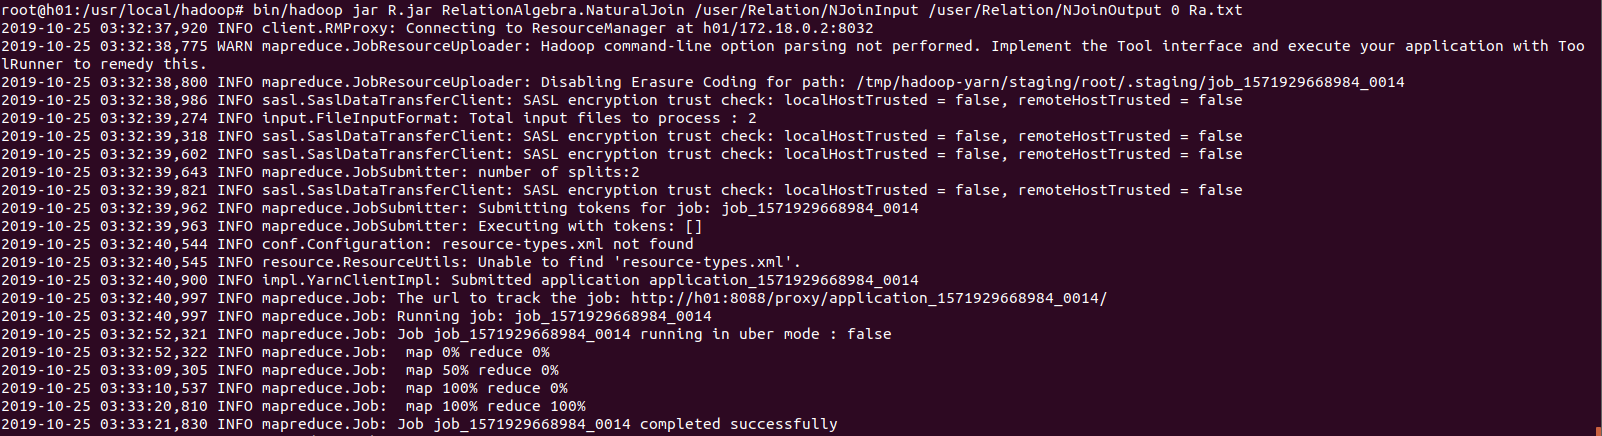 root@h01:/usr/local/hadoop# bin/hadoop jar R.jar RelationAlgebra.NaturalJoin /user/Relation/NJoinInput /user/Relation/NJoinOutput 0 Ra.txt
2019-10-25 03:32:37,920 INFO client.RMProxy: Connecting to ResourceManager at h01/172.18.0.2:8032
2019-10-25 03:32:38,775 WARN mapreduce.JobResourceUploader: Hadoop command-line option parsing not performed. Implement the Tool interface and execute your application with Too
lRunner to remedy this.
2019-10-25 03:32:38,800 INFO mapreduce.JobResourceUploader: Disabling Erasure Coding for path: /tmp/hadoop-yarn/staging/root/.staging/job_1571929668984_0014
2019-10-25 03:32:38,986 INFO sasl.SaslDataTransferClient: SASL encryption trust check: localHostTrusted = false, remoteHostTrusted = false
2019-10-25 03:32:39,274 INFO input.FileInputFormat: Total input files to process : 2
2019-10-25 03:32:39,318 INFO sasl.SaslDataTransferClient: SASL encryption trust check: localHostTrusted = false, remoteHostTrusted = false
2019-10-25 03:32:39,602 INFO sasl.SaslDataTransferClient: SASL encryption trust check: localHostTrusted = false, remoteHostTrusted = false
2019-10-25 03:32:39,643 INFO mapreduce.JobSubmitter: number of splits:2
2019-10-25 03:32:39,821 INFO sasl.SaslDataTransferClient: SASL encryption trust check: localHostTrusted = false, remoteHostTrusted = false
2019-10-25 03:32:39,962 INFO mapreduce.JobSubmitter: Submitting tokens for job: job_1571929668984_0014
2019-10-25 03:32:39,963 INFO mapreduce.JobSubmitter: Executing with tokens: []
2019-10-25 03:32:40,544 INFO conf.Configuration: resource-types.xml not found
2019-10-25 03:32:40,545 INFO resource.ResourceUtils: Unable to find 'resource-types.xml'.
2019-10-25 03:32:40,900 INFO impl.YarnClientImpl: Submitted application application_1571929668984_0014
2019-10-25 03:32:40,997 INFO mapreduce.Job: The url to track the job: http://h01:8088/proxy/application_1571929668984_0014/
2019-10-25 03:32:40,997 INFO mapreduce.Job: Running job: job_1571929668984_0014
2019-10-25 03:32:52,321 INFO mapreduce.Job: Job job_1571929668984_0014 running in uber mode : false
2019-10-25 03:32:52,322 INFO mapreduce.Job:  map 0% reduce 0%
2019-10-25 03:33:09,305 INFO mapreduce.Job:  map 50% reduce 0%
2019-10-25 03:33:10,537 INFO mapreduce.Job:  map 100% reduce 0%
2019-10-25 03:33:20,810 INFO mapreduce.Job:  map 100% reduce 100%
2019-10-25 03:33:21,830 INFO mapreduce.Job: Job job_1571929668984_0014 completed successfully